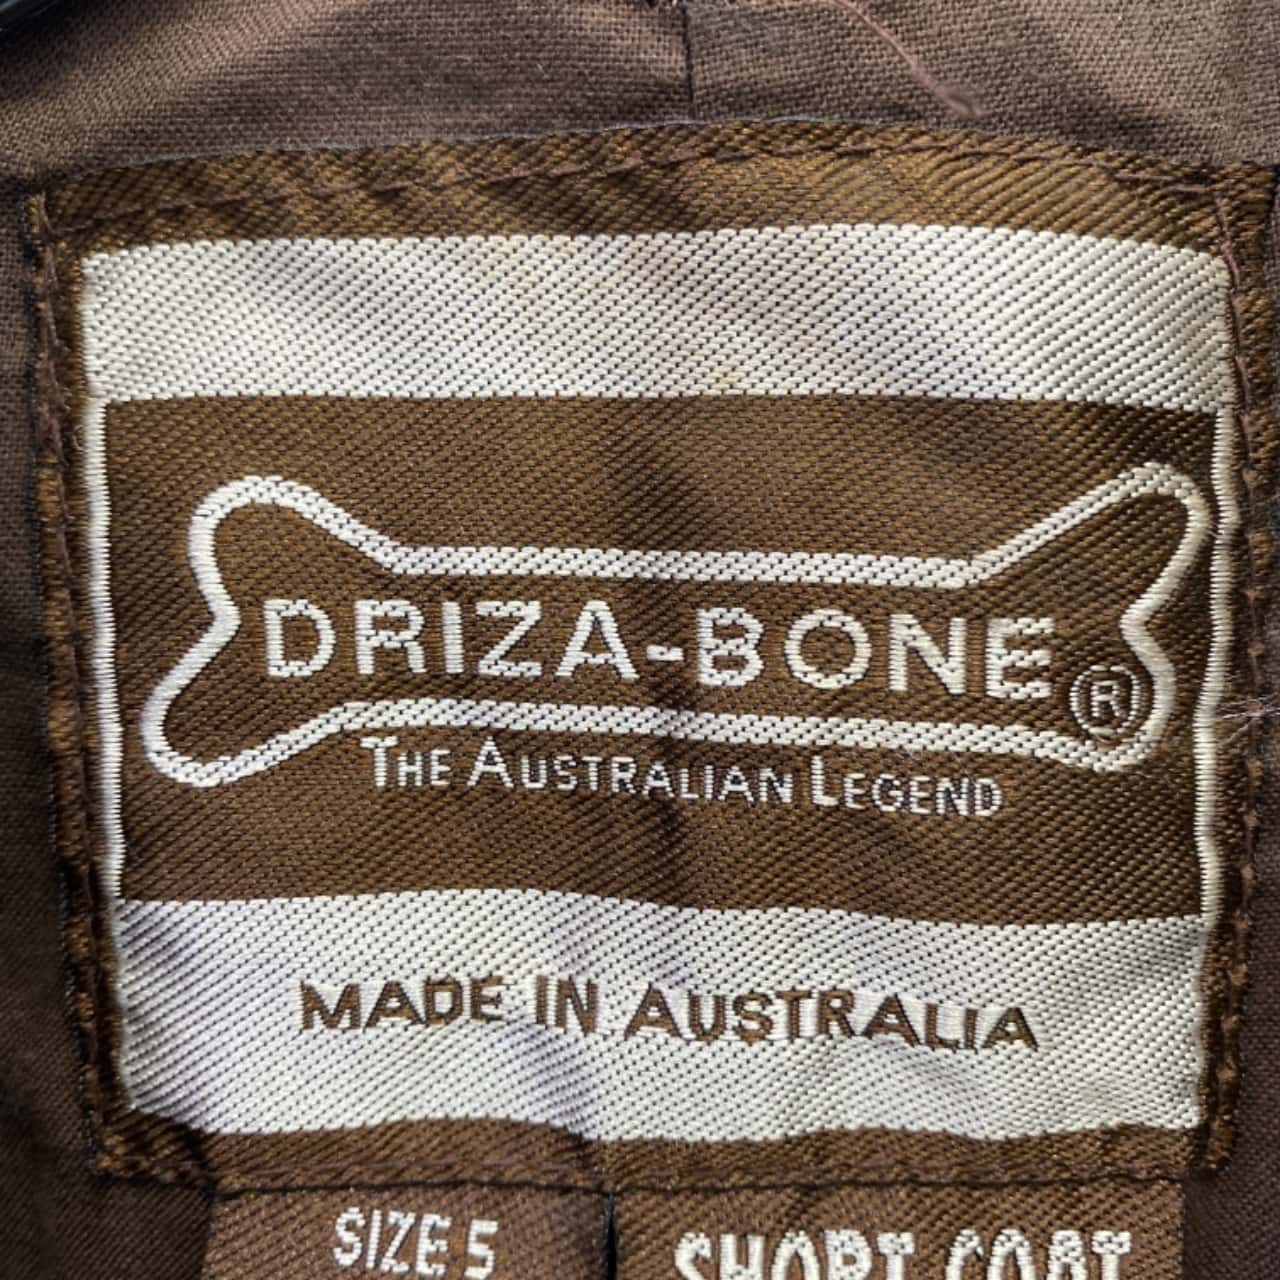 DRIZA-BONE®
THE AUSTRALIAN LEGEND
MADE IN AUSTRALIA
SIZE 5
SHORT COAT